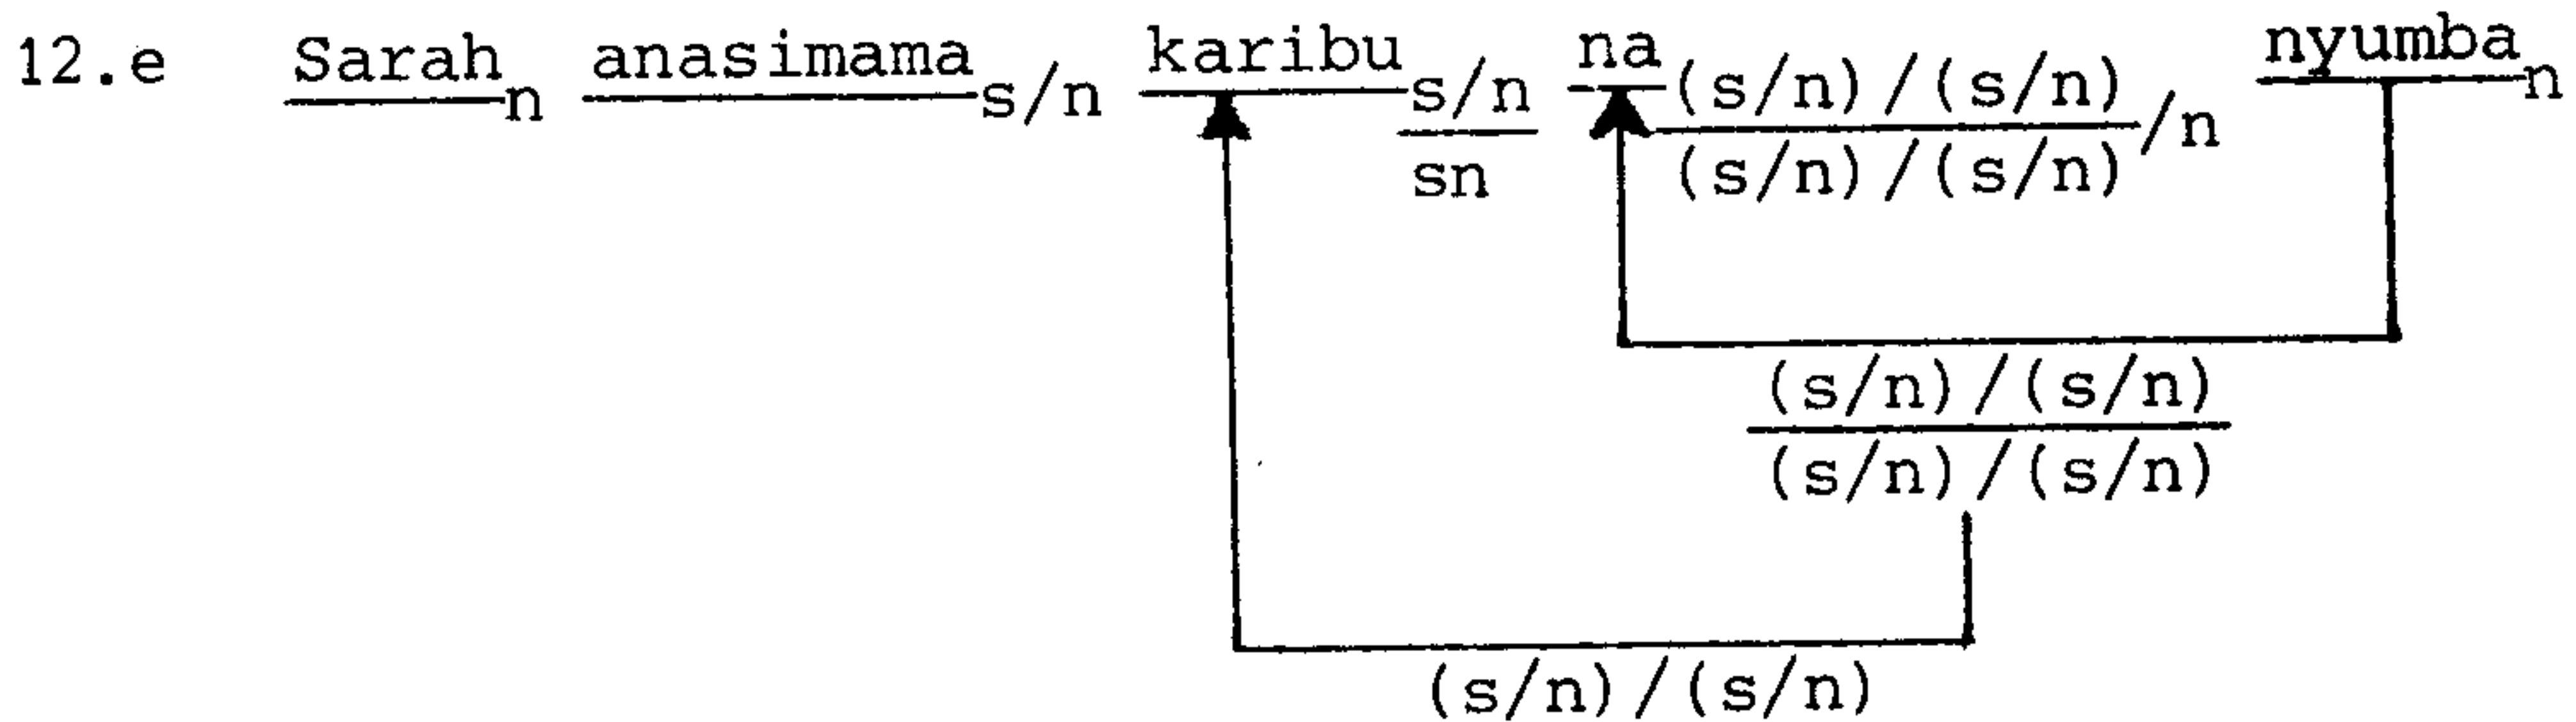 12.e Sarah n anasimama s/n karibu s/n na (s/n)/(s/n) /n nyumba n
sn (s/n)/(s/n)
(s/n)/(s/n)
(s/n)/(s/n)
(s/n)/(s/n)